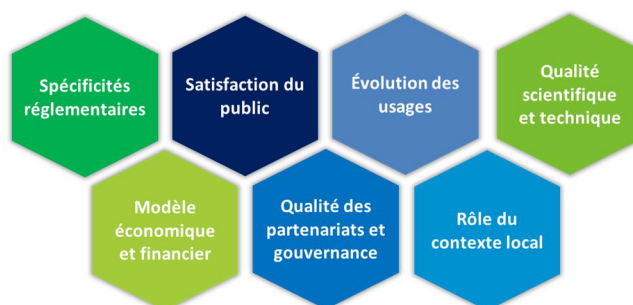 Spécificités
réglementaires
Satisfaction du
public
Évolution des
usages
Qualité
scientifique
et technique
Modèle
économique
et financier
Qualité des
partenariats et
gouvernance
Rôle du
contexte local